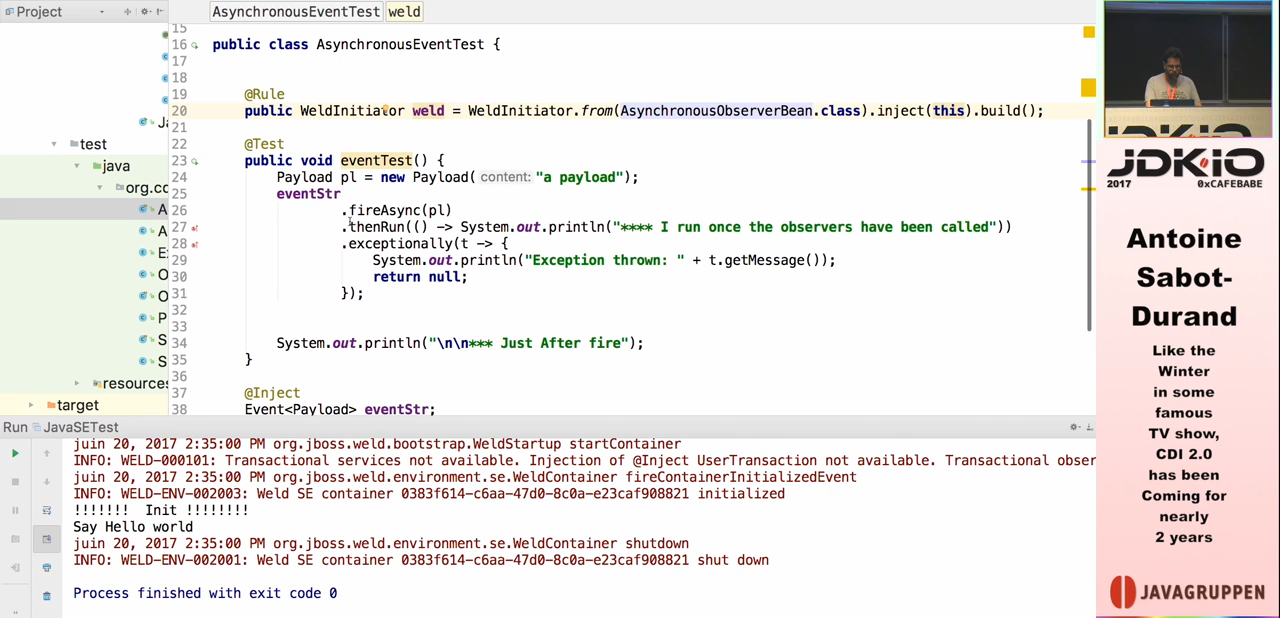 Project
AsynchronousEventTest weld
15
16 public class AsynchronousEventTest {
17
18
19 @Rule
20 public WeldInitiator weld = WeldInitiator.from(AsynchronousObserverBean.class).inject(this).build();
21
22 @Test
23 public void eventTest() {
24 Payload pl = new Payload( content: "a payload");
25 eventStr
26 .fireAsync(pl)
27 .thenRun(() -> System.out.println("**** I run once the observers have been called"))
28 .exceptionally(t -> {
29 System.out.println("Exception thrown: " + t.getMessage());
30 return null;
31 });
32
33
34 System.out.println("\n\n*** Just After fire");
35 }
36
37 @Inject
38 Event<Payload> eventStr;
Ja
test
java
org.cd
A
A
Ex
O
O
P
S
S
resources
target
Run JavaSETest
juin 20, 2017 2:35:00 PM org.jboss.weld.bootstrap.WeldStartup startContainer
INFO: WELD-000101: Transactional services not available. Injection of @Inject UserTransaction not available. Transactional obser
juin 20, 2017 2:35:00 PM org.jboss.weld.environment.se.WeldContainer fireContainerInitializedEvent
INFO: WELD-ENV-002003: Weld SE container 0383f614-c6aa-47d0-8c0a-e23caf908821 initialized
!!!!!!! Init !!!!!!!!
Say Hello world
juin 20, 2017 2:35:00 PM org.jboss.weld.environment.se.WeldContainer shutdown
INFO: WELD-ENV-002001: Weld SE container 0383f614-c6aa-47d0-8c0a-e23caf908821 shut down
Process finished with exit code 0
JDK.IO
JDK.IO
2017 0xCAFEBABE
Antoine
Sabot-
Durand
Like the
Winter
in some
famous
TV show,
CDI 2.0
has been
Coming for
nearly
2 years
JAVAGRUPPEN